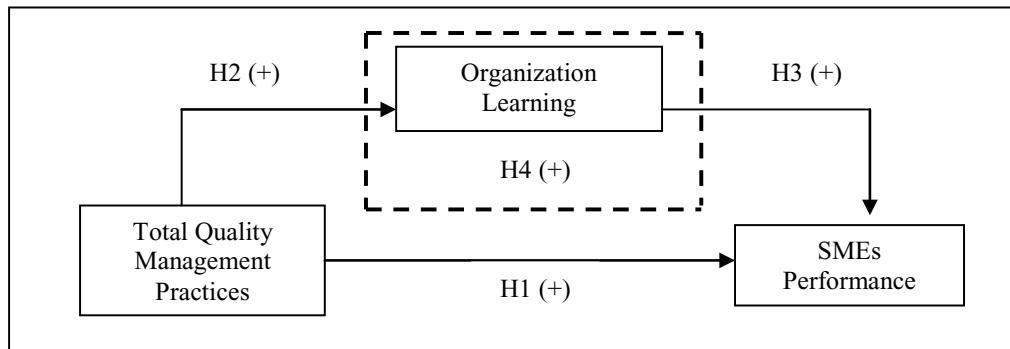 H2 (+)
Organization
Learning
H3 (+)
H4 (+)
Total Quality
Management
Practices
H1 (+)
SMEs
Performance